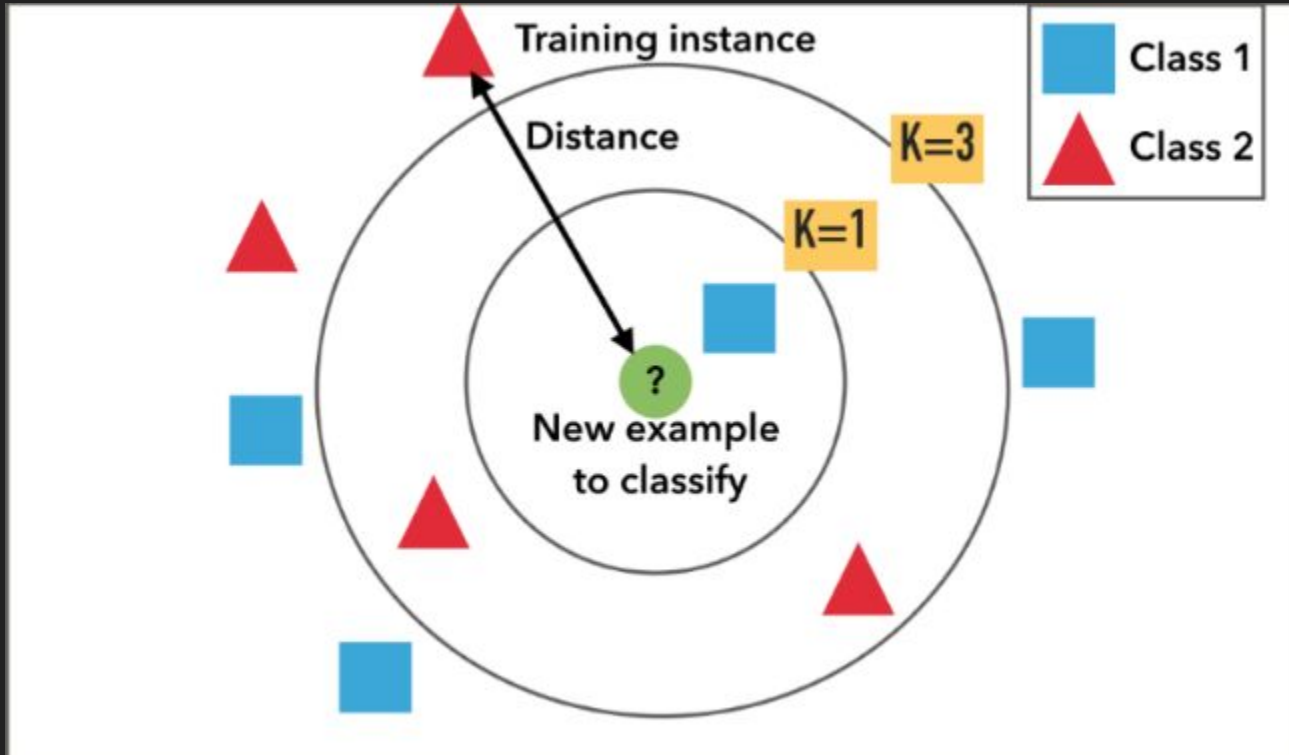 Training instance
Class 1
Distance
K=3
Class 2
K=1
?
New example
to classify